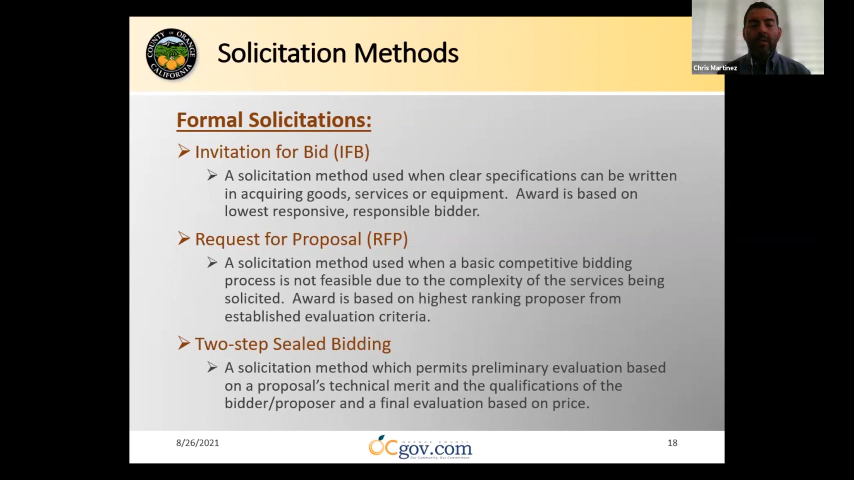 Chris Martinez
COUNTY OF ORANGE
CALIFORNIA
Solicitation Methods
Formal Solicitations:
➢ Invitation for Bid (IFB)
➢ A solicitation method used when clear specifications can be written
in acquiring goods, services or equipment. Award is based on
lowest responsive, responsible bidder.
➢ Request for Proposal (RFP)
➢ A solicitation method used when a basic competitive bidding
process is not feasible due to the complexity of the services being
solicited. Award is based on highest ranking proposer from
established evaluation criteria.
➢ Two-step Sealed Bidding
➢ A solicitation method which permits preliminary evaluation based
on a proposal's technical merit and the qualifications of the
bidder/proposer and a final evaluation based on price.
8/26/2021
OCgov.com
18